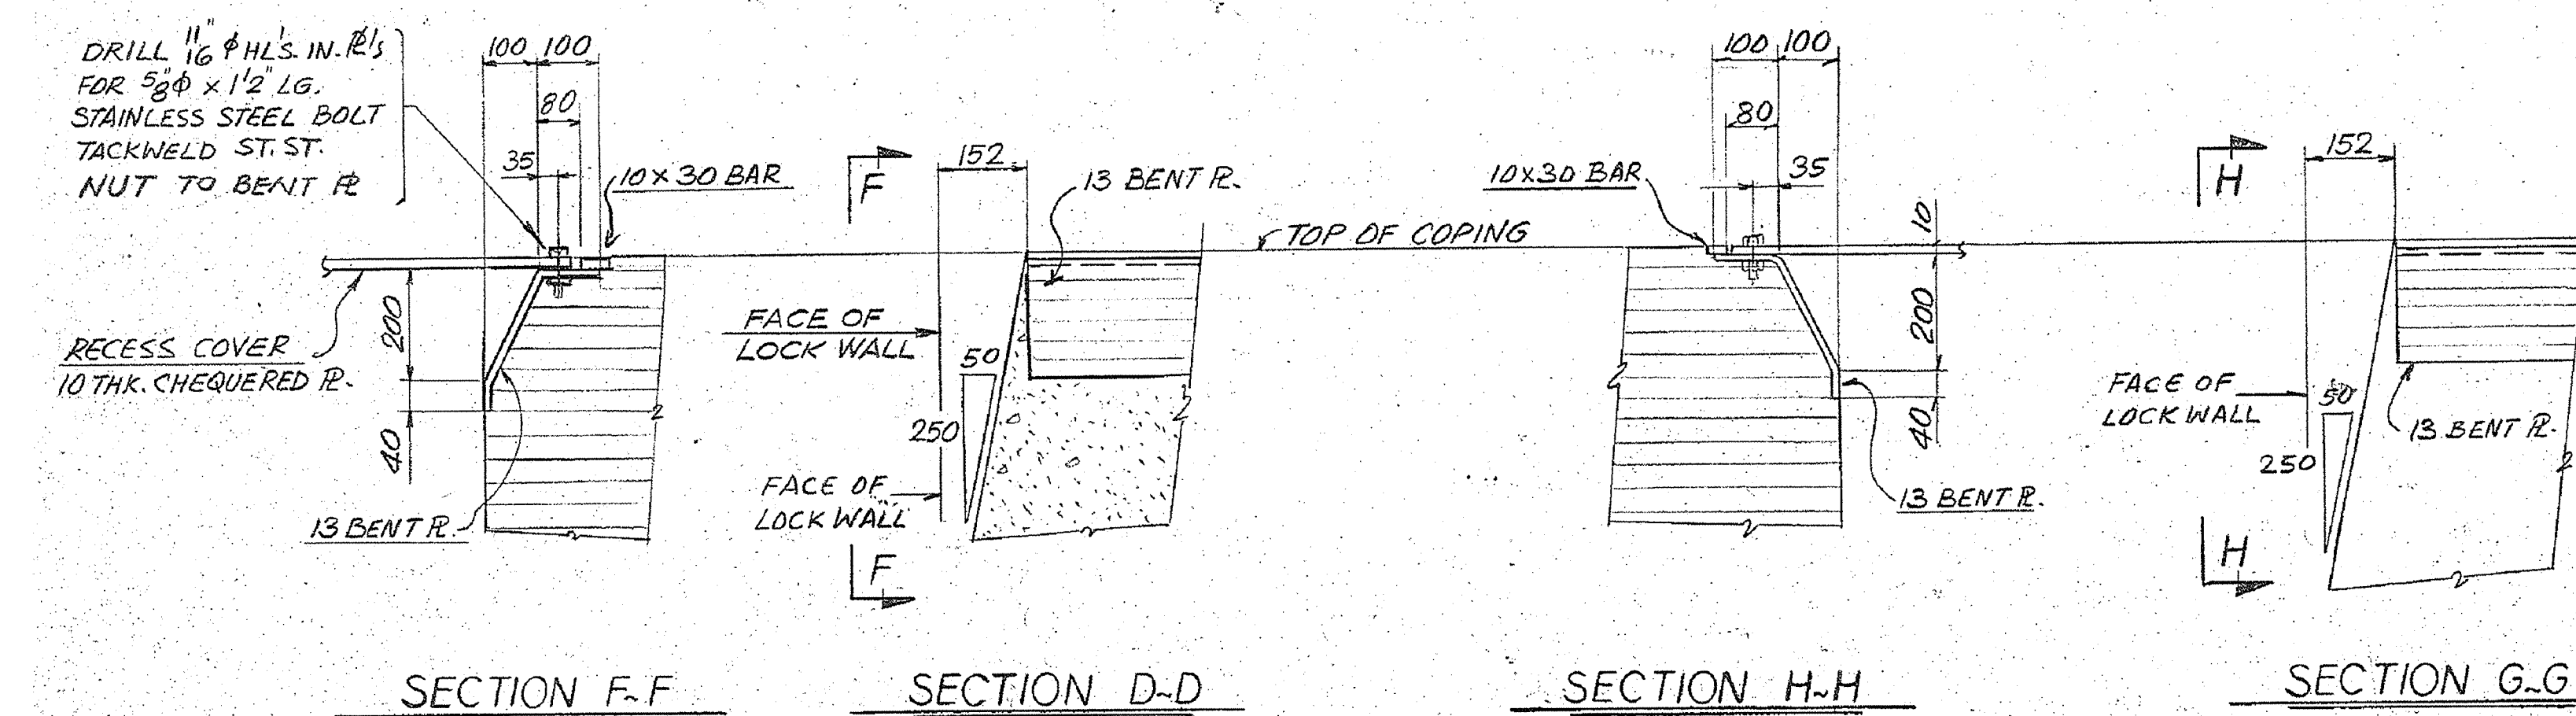 DRILL 11/16" φ HL'S. IN. PL's
FOR 5/8" φ x 1 1/2" LG.
STAINLESS STEEL BOLT
TACKWELD ST. ST.
NUT TO BENT PL
100 100
80
35
10 x 30 BAR
200
40
RECESS COVER
10 THK. CHEQUERED PL.
13 BENT PL.
SECTION F~F
F
152
13 BENT PL.
TOP OF COPING
FACE OF
LOCK WALL
50
250
FACE OF
LOCK WALL
F
SECTION D~D
100 100
80
35
10x30 BAR
10
200
40
13 BENT PL.
SECTION H~H
H
152
FACE OF
LOCK WALL
50
250
13 BENT PL.
H
SECTION G~G